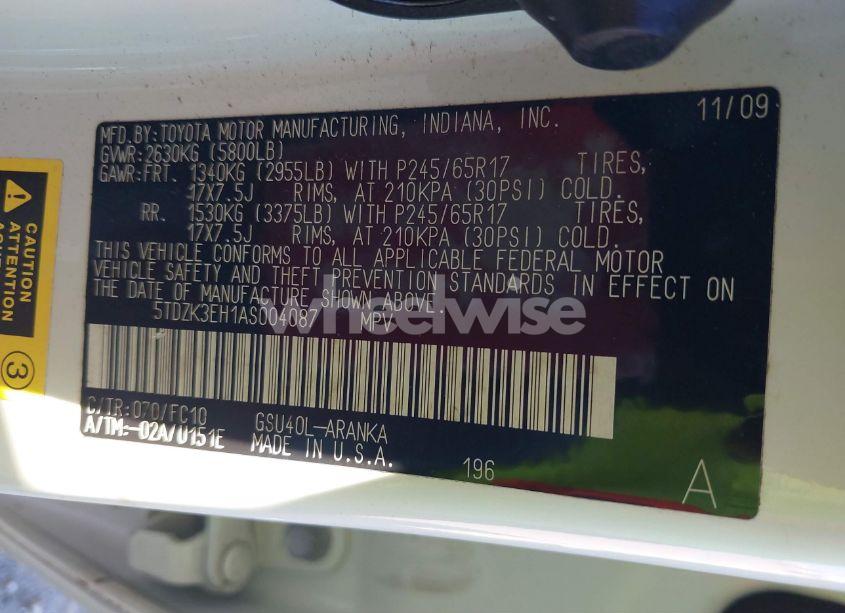 MFD.BY:TOYOTA MOTOR MANUFACTURING, INDIANA, INC. 11/09
GVWR:2630KG (5800LB)
GAWR:FRT. 1340KG (2955LB) WITH P245/65R17 TIRES,
17X7.5J RIMS, AT 210KPA (30PSI) COLD.
RR. 1530KG (3375LB) WITH P245/65R17 TIRES,
17X7.5J RIMS, AT 210KPA (30PSI) COLD.
THIS VEHICLE CONFORMS TO ALL APPLICABLE FEDERAL MOTOR
VEHICLE SAFETY AND THEFT PREVENTION STANDARDS IN EFFECT ON
THE DATE OF MANUFACTURE SHOWN ABOVE.
5TDZK3EH1AS004087 MPV
C/TR:070/FC10 GSU40L-ARANKA
A/TM:-02A/U151E MADE IN U.S.A.
196
A
CAUTION
ATTENTION
3
wheelwise